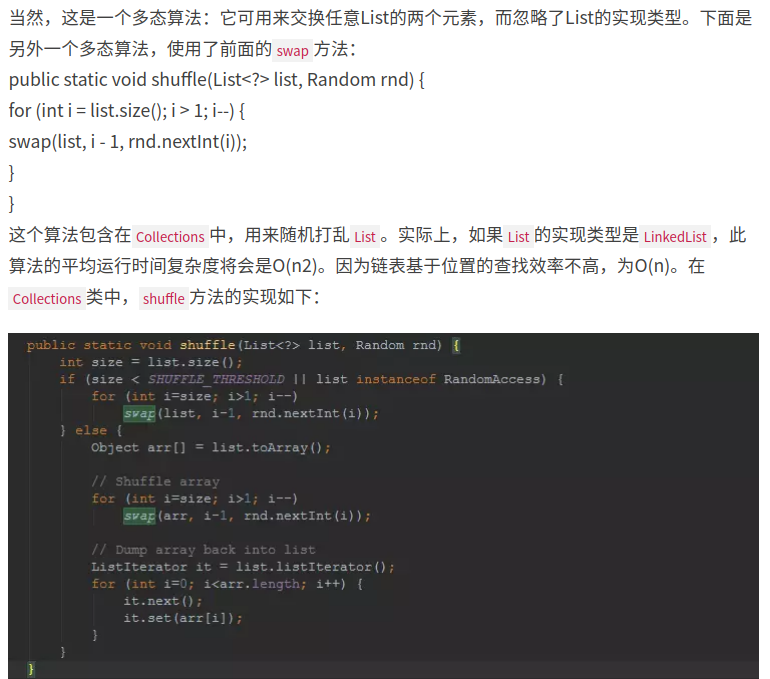 当然，这是一个多态算法：它可用来交换任意List的两个元素，而忽略了List的实现类型。下面是
另外一个多态算法，使用了前面的 swap 方法：
public static void shuffle(List<?> list, Random rnd) {
for (int i = list.size(); i > 1; i--) {
swap(list, i - 1, rnd.nextInt(i));
}
}
这个算法包含在 Collections 中，用来随机打乱 List 。实际上，如果 List 的实现类型是 LinkedList ，此
算法的平均运行时间复杂度将会是O(n2)。因为链表基于位置的查找效率不高，为O(n)。在
Collections 类中， shuffle 方法的实现如下：
public static void shuffle(List<?> list, Random rnd) {
    int size = list.size();
    if (size < SHUFFLE_THRESHOLD || list instanceof RandomAccess) {
        for (int i=size; i>1; i--)
            swap(list, i-1, rnd.nextInt(i));
    } else {
        Object arr[] = list.toArray();
        // Shuffle array
        for (int i=size; i>1; i--)
            swap(arr, i-1, rnd.nextInt(i));
        // Dump array back into list
        ListIterator it = list.listIterator();
        for (int i=0; i<arr.length; i++) {
            it.next();
            it.set(arr[i]);
        }
    }
}